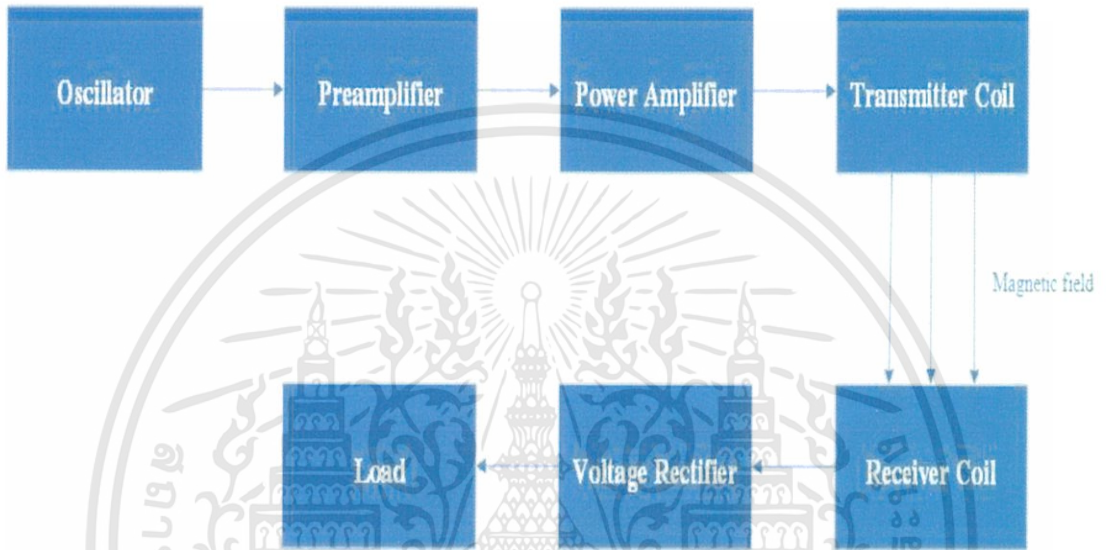 Oscillator
Preamplifier
Power Amplifier
Transmitter Coil
Magnetic field
Load
Voltage Rectifier
Receiver Coil